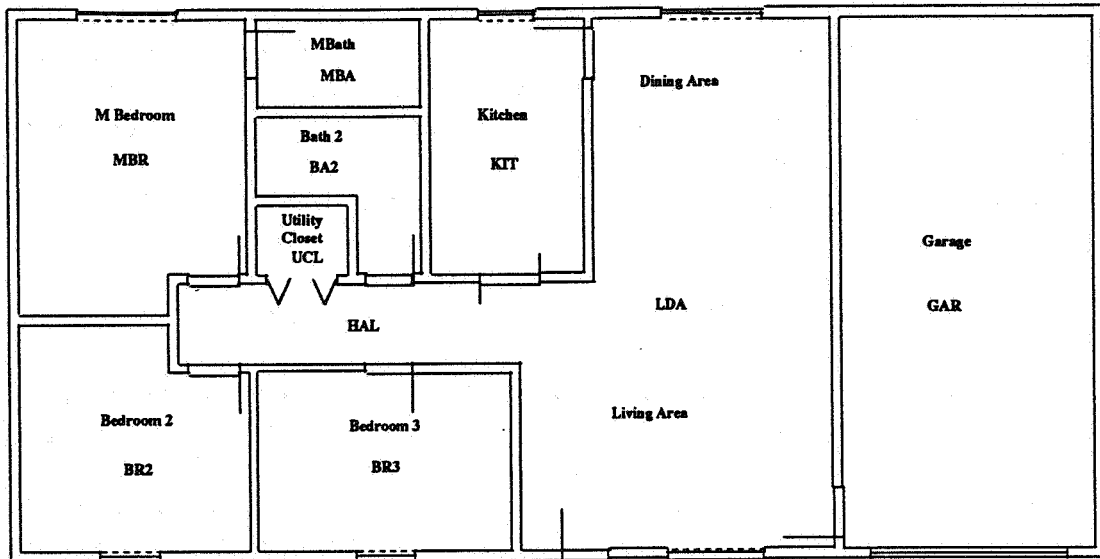 M Bedroom
MBR
MBath
MBA
Bath 2
BA2
Utility
Closet
UCL
Kitchen
KIT
Dining Area
Garage
GAR
HAL
LDA
Living Area
Bedroom 2
BR2
Bedroom 3
BR3